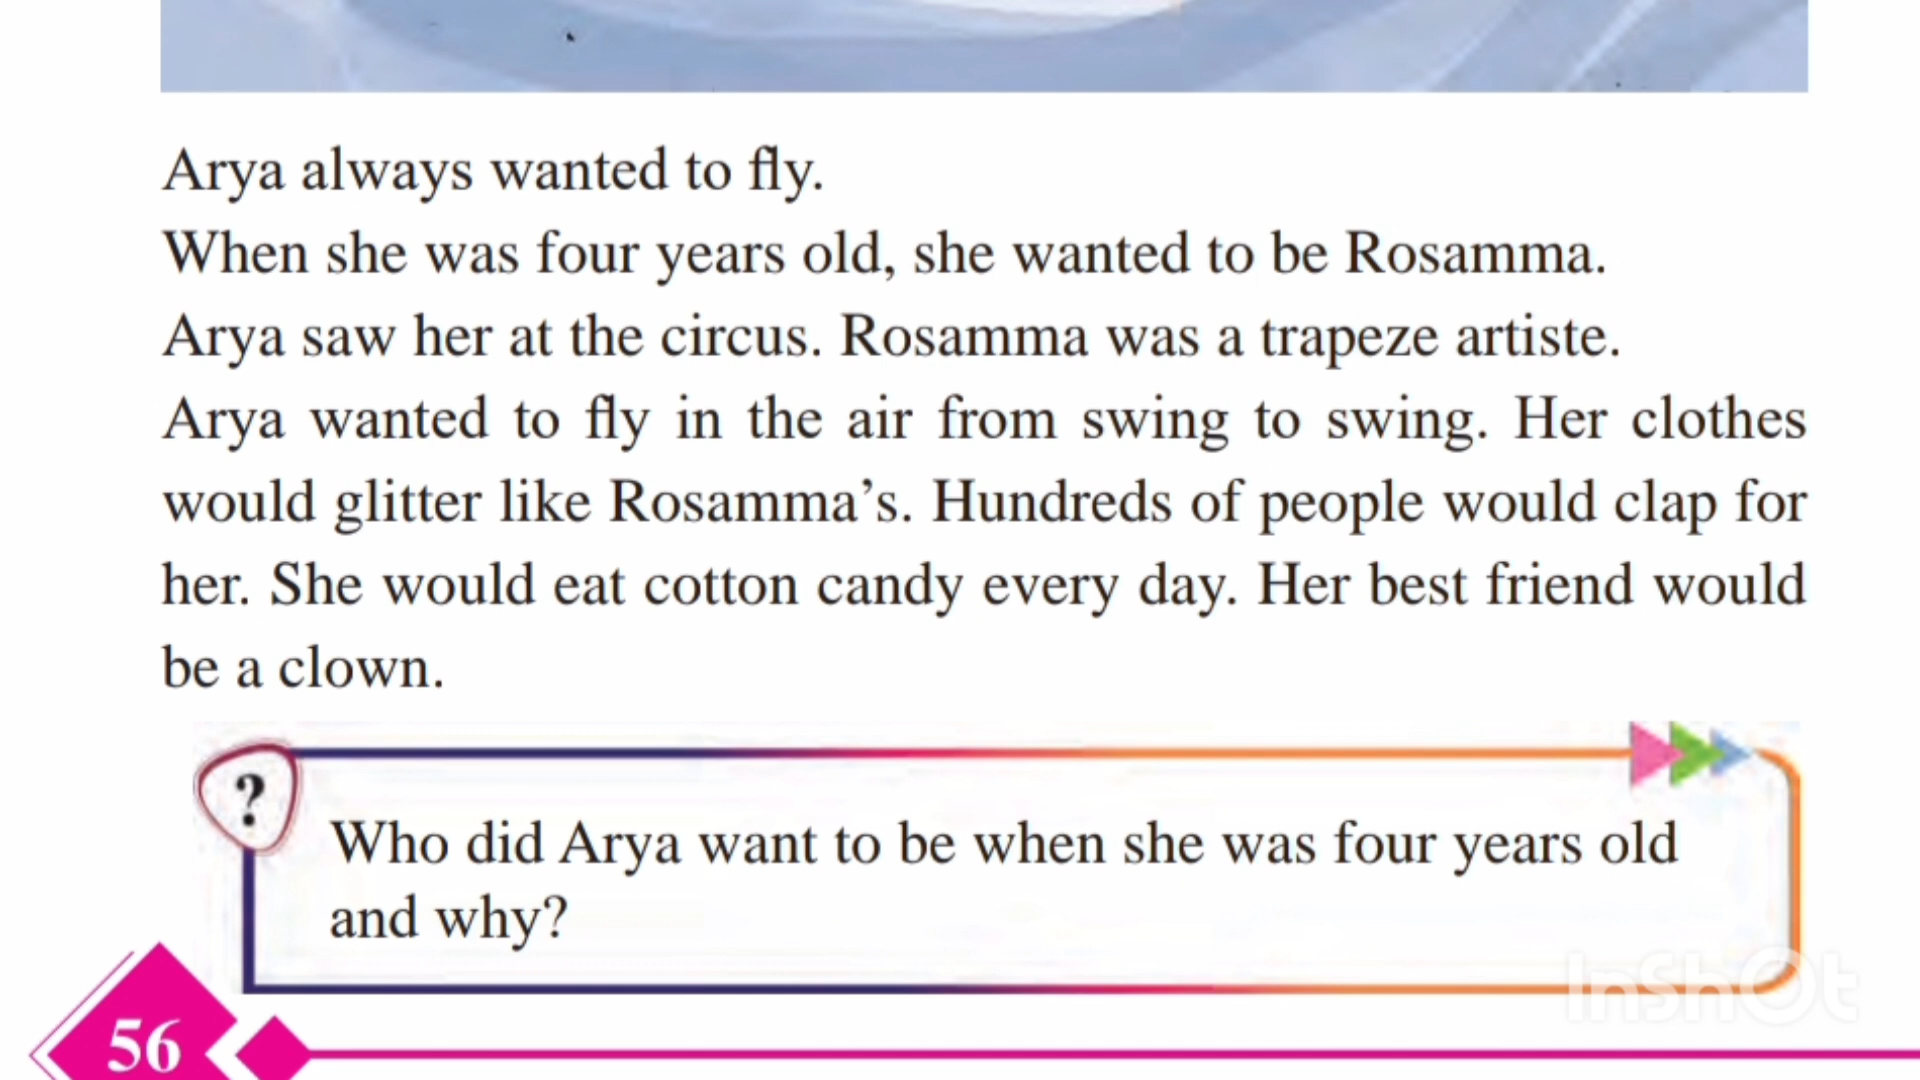 Arya always wanted to fly.
When she was four years old, she wanted to be Rosamma.
Arya saw her at the circus. Rosamma was a trapeze artiste.
Arya wanted to fly in the air from swing to swing. Her clothes
would glitter like Rosamma’s. Hundreds of people would clap for
her. She would eat cotton candy every day. Her best friend would
be a clown.
?
Who did Arya want to be when she was four years old
and why?
InShOt
56